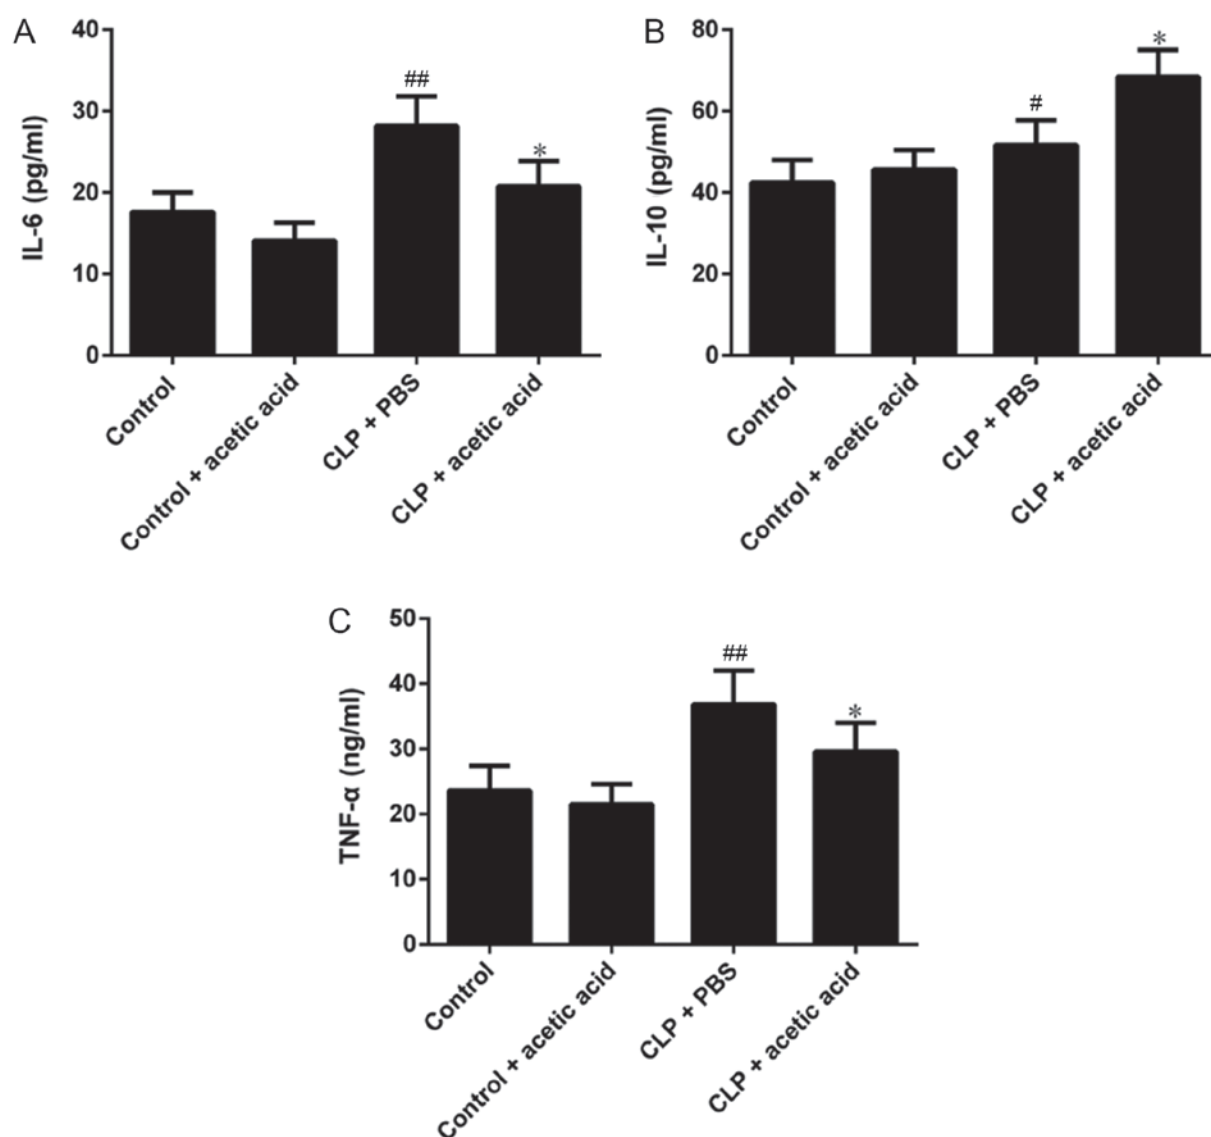 A
IL-6 (pg/ml)
40
30
20
10
0
##
*
Control
Control + acetic acid
CLP + PBS
CLP + acetic acid
B
IL-10 (pg/ml)
80
60
40
20
0
#
*
Control
Control + acetic acid
CLP + PBS
CLP + acetic acid
C
TNF-α (ng/ml)
50
40
30
20
10
0
##
*
Control
Control + acetic acid
CLP + PBS
CLP + acetic acid